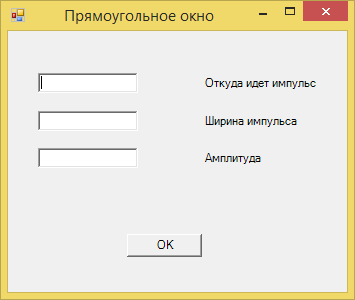 Прямоугольное окно
Откуда идет импульс
Ширина импульса
Амплитуда
OK